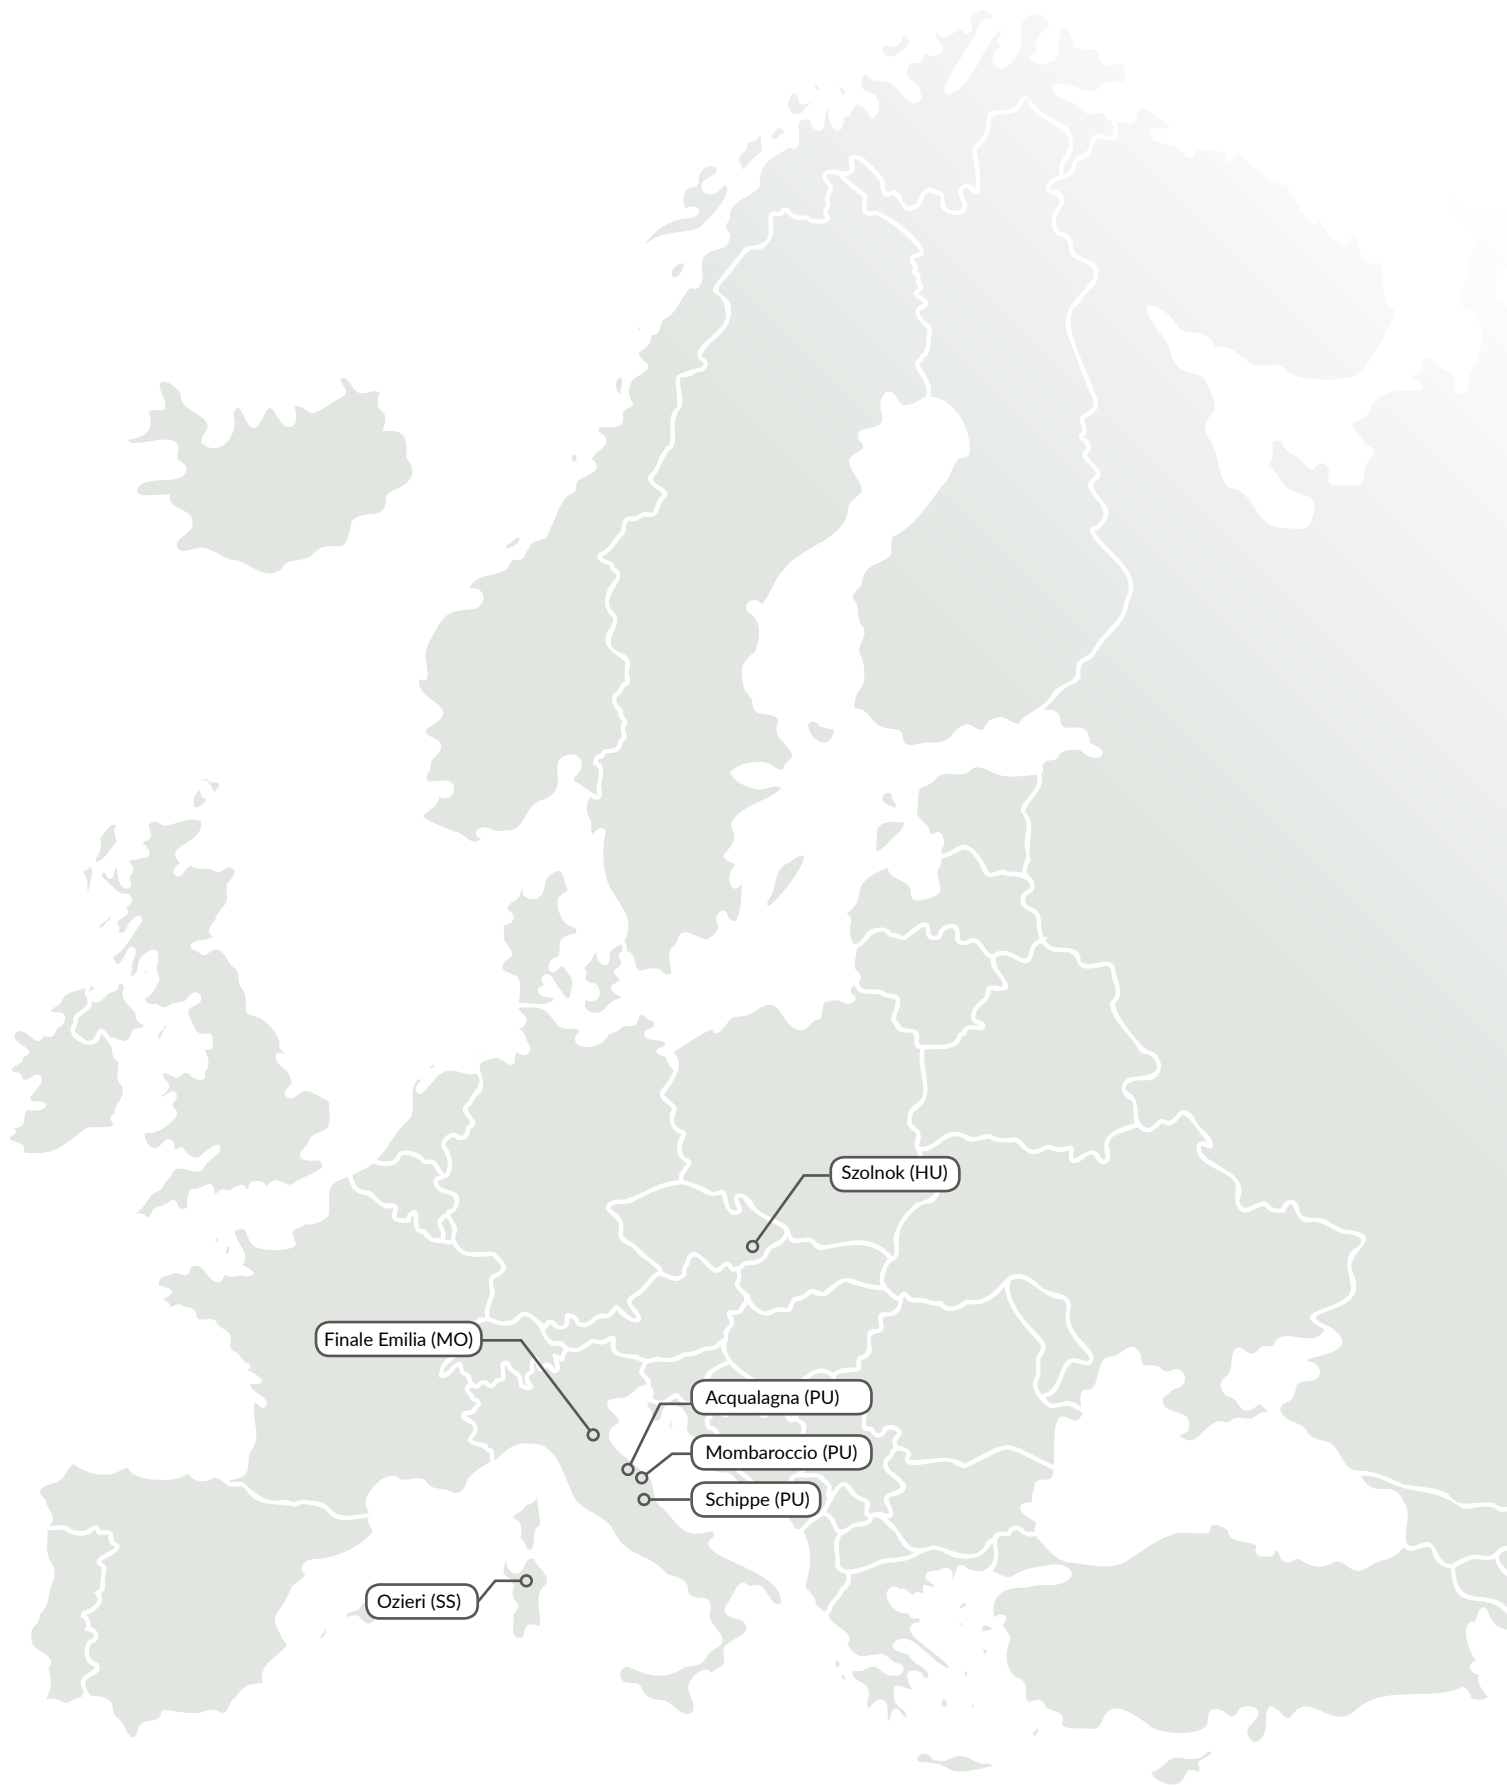 Szolnok (HU)
Finale Emilia (MO)
Acqualagna (PU)
Mombaroccio (PU)
Schippe (PU)
Ozieri (SS)